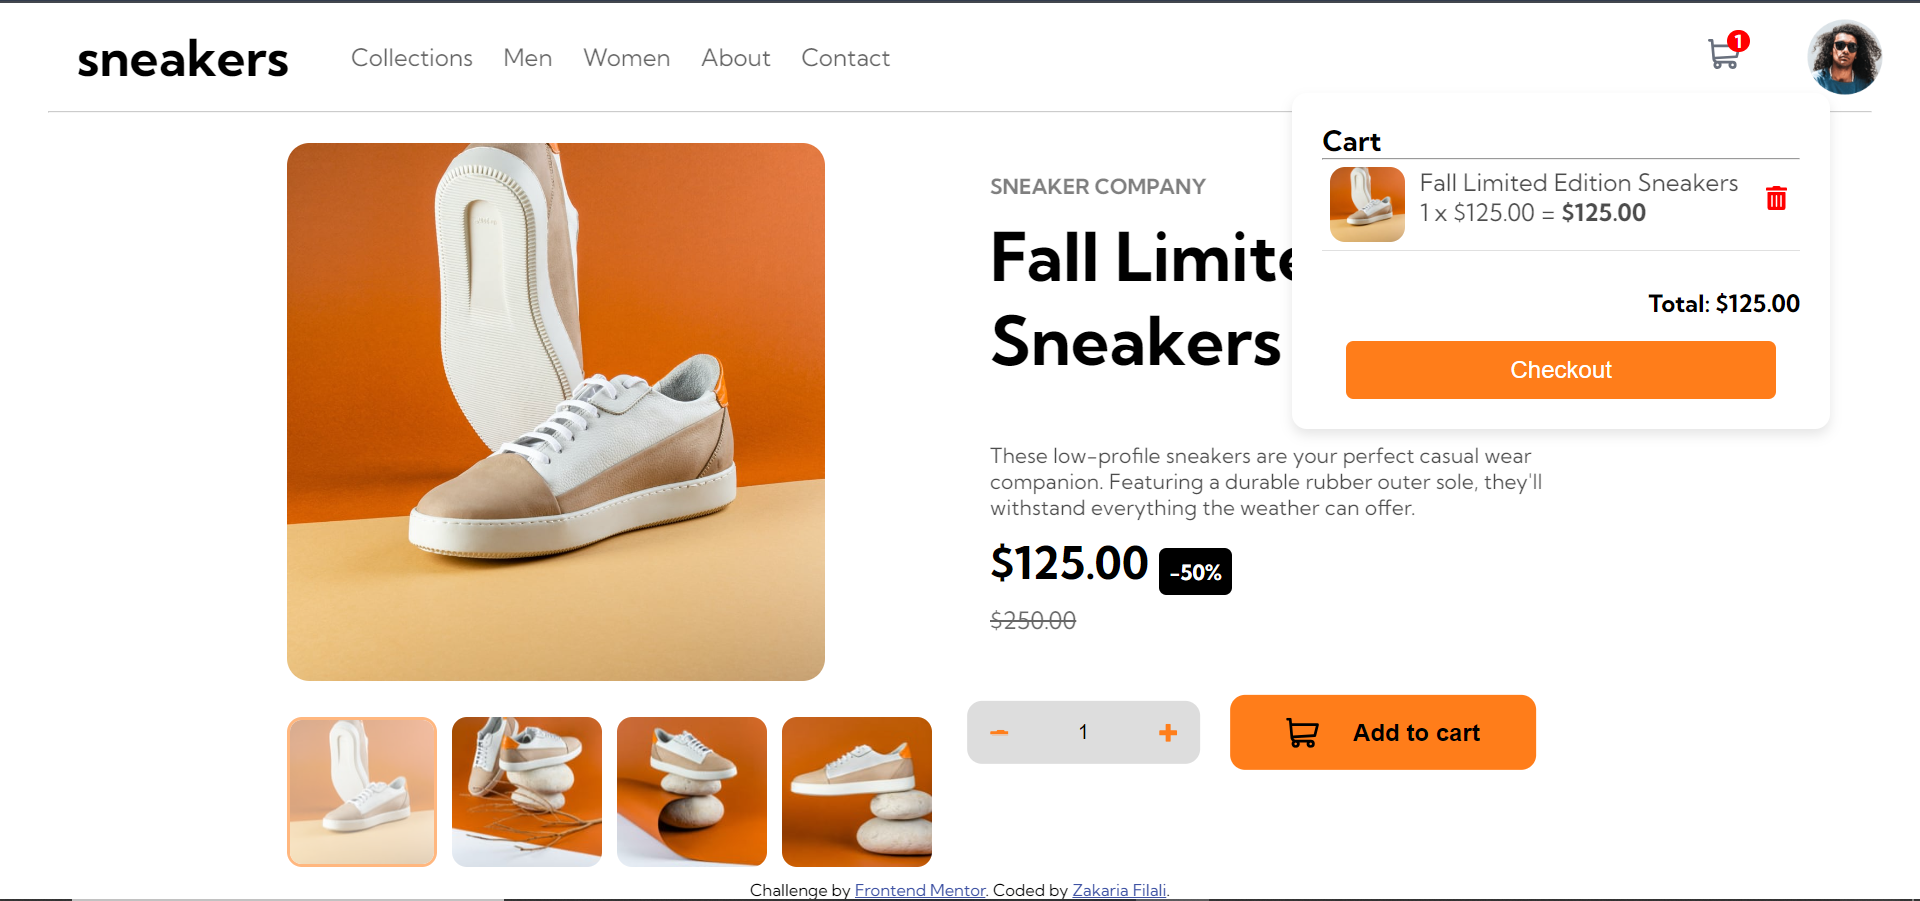 sneakers
Collections
Men
Women
About
Contact
1
Cart
Fall Limited Edition Sneakers
1 x $125.00 = $125.00
Total: $125.00
Checkout
SNEAKER COMPANY
Fall Limite
Sneakers
These low-profile sneakers are your perfect casual wear
companion. Featuring a durable rubber outer sole, they'll
withstand everything the weather can offer.
$125.00 -50%
$250.00
1
Add to cart
Challenge by Frontend Mentor. Coded by Zakaria Filali.